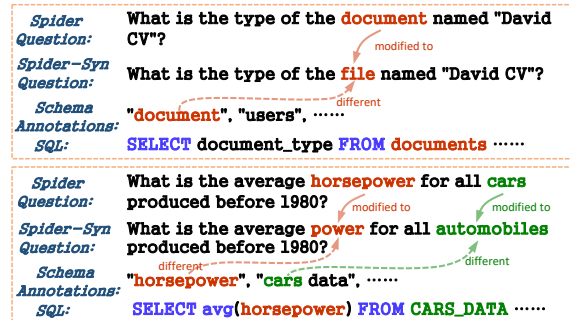 Spider Question: What is the type of the document named "David CV"?
modified to
Spider-Syn Question: What is the type of the file named "David CV"?
different
Schema Annotations: "document", "users", ······
SQL: SELECT document_type FROM documents ······
Spider Question: What is the average horsepower for all cars produced before 1980?
modified to modified to
Spider-Syn Question: What is the average power for all automobiles produced before 1980?
different different
Schema Annotations: "horsepower", "cars data", ······
SQL: SELECT avg(horsepower) FROM CARS_DATA ······